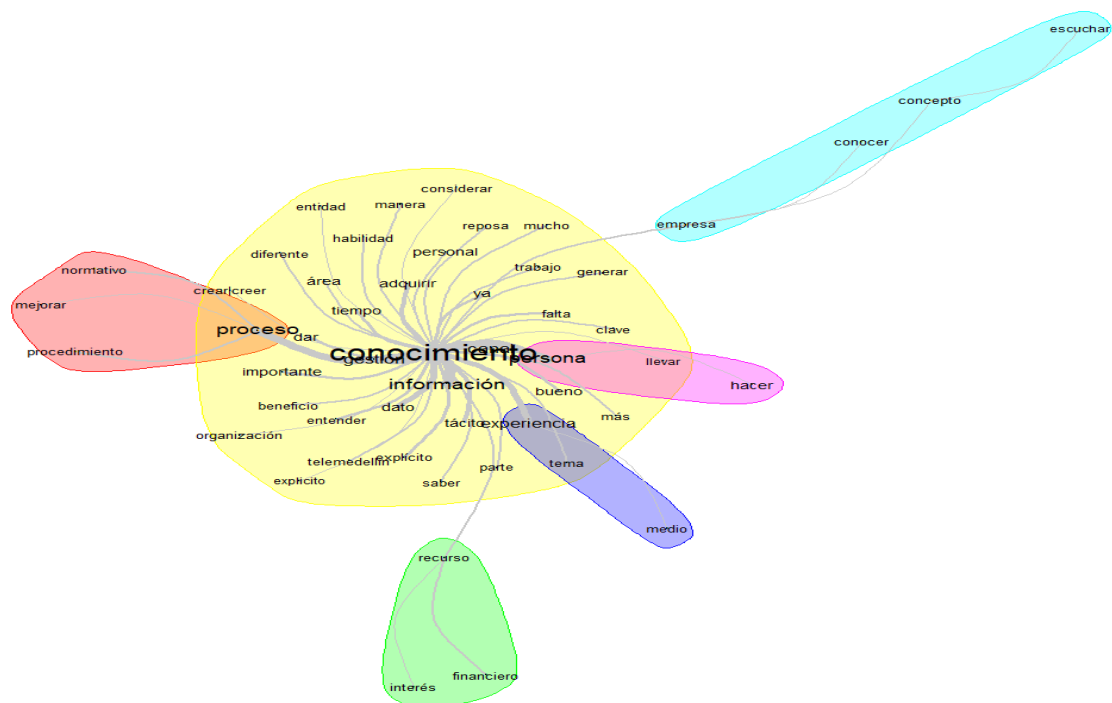 escuchar
concepto
conocer
considerar
entidad
manera
reposa
mucho
empresa
habilidad
diferente
personal
normativo
trabajo
generar
área
adquirir
crear/creer
ya
mejorar
tiempo
falta
proceso
dar
clave
procedimiento
conocimiento
gestión
persona
llevar
importante
información
hacer
bueno
beneficio
dato
más
entender
tácito
experiencia
organización
telemedellín
explícito
parte
tema
explicito
saber
medio
recurso
financiero
interés